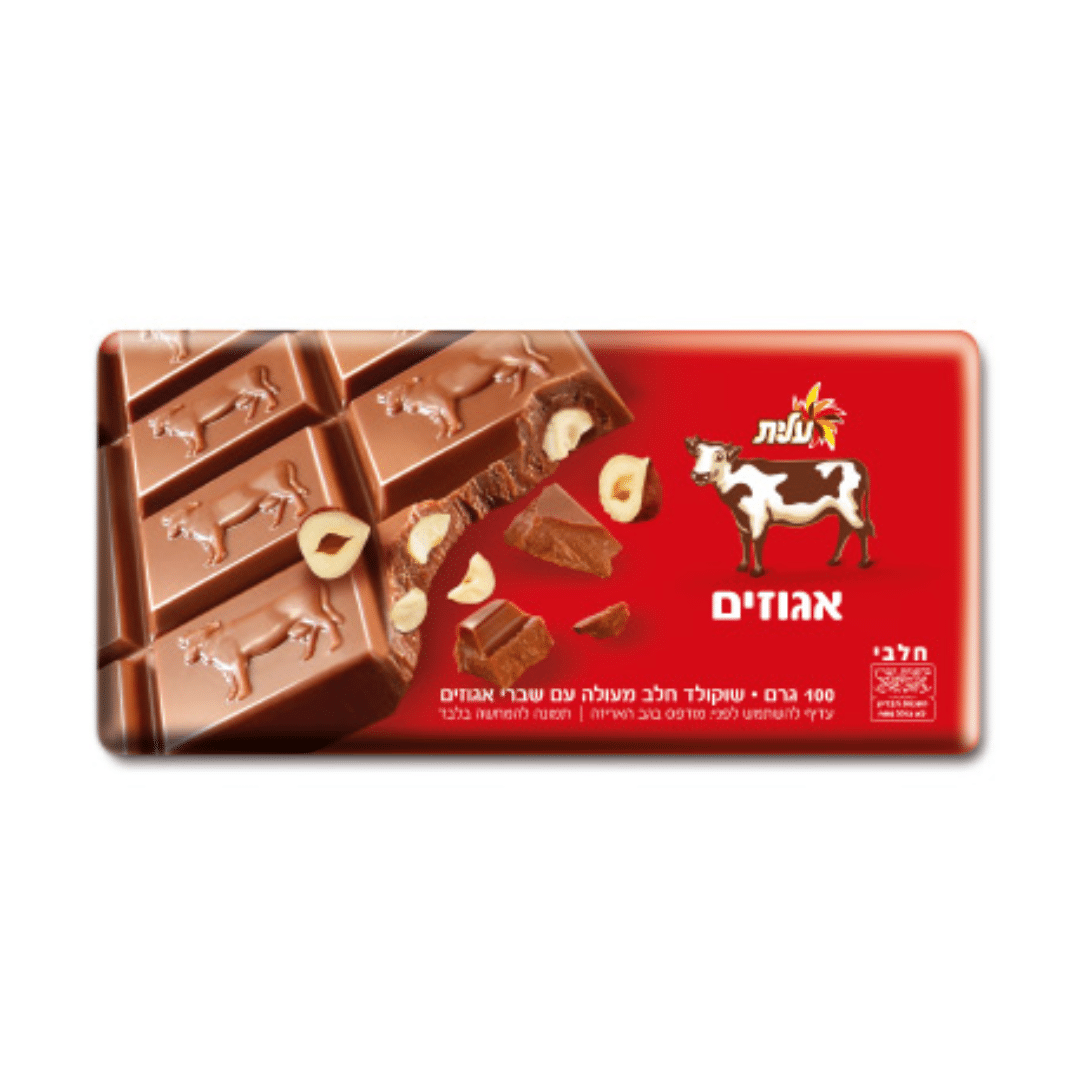 עלית
אגוזים
חלבי
100 גרם • שוקולד חלב מעולה עם שברי אגוזים
עדיף להשתמש לפני: מודפס בגב האריזה | תמונה להמחשה בלבד